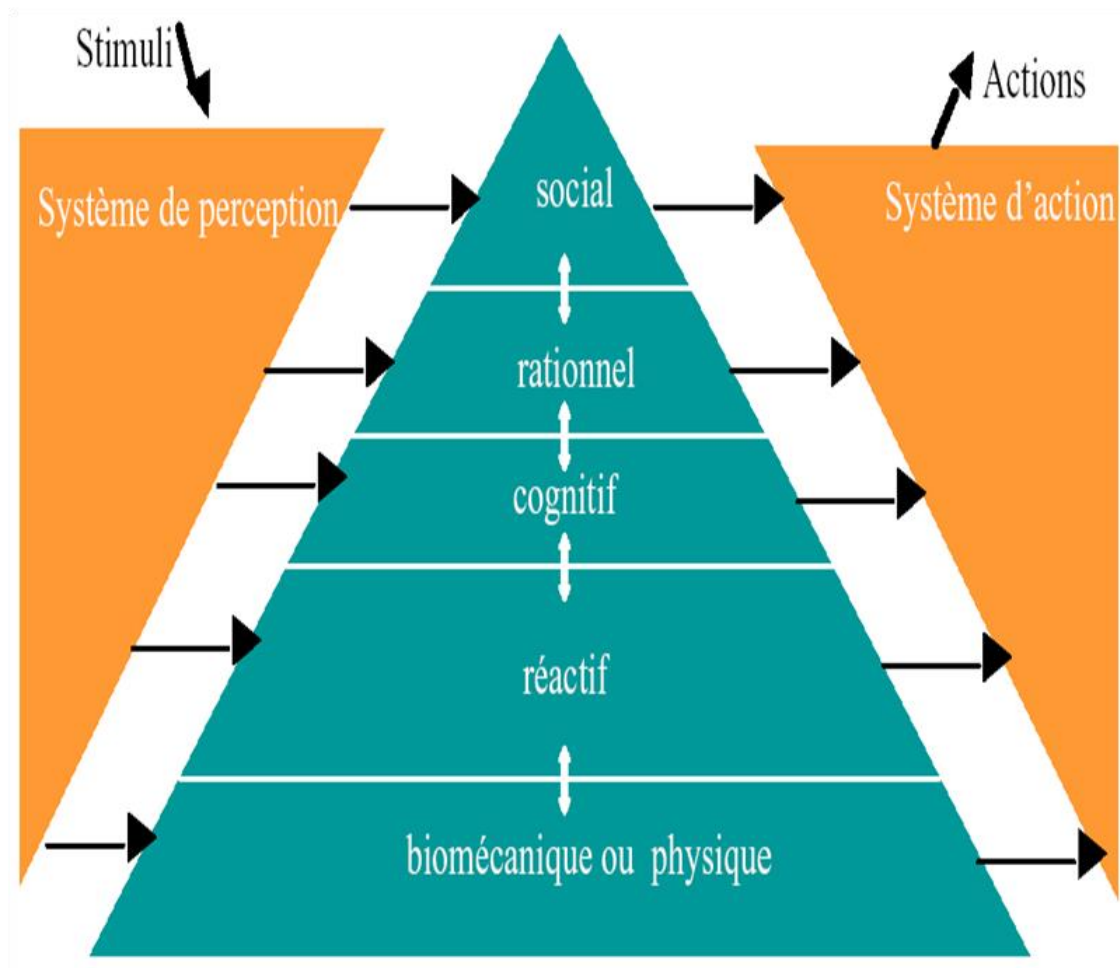 Stimuli
Actions
Système de perception
social
Système d'action
rationnel
cognitif
réactif
biomécanique ou physique